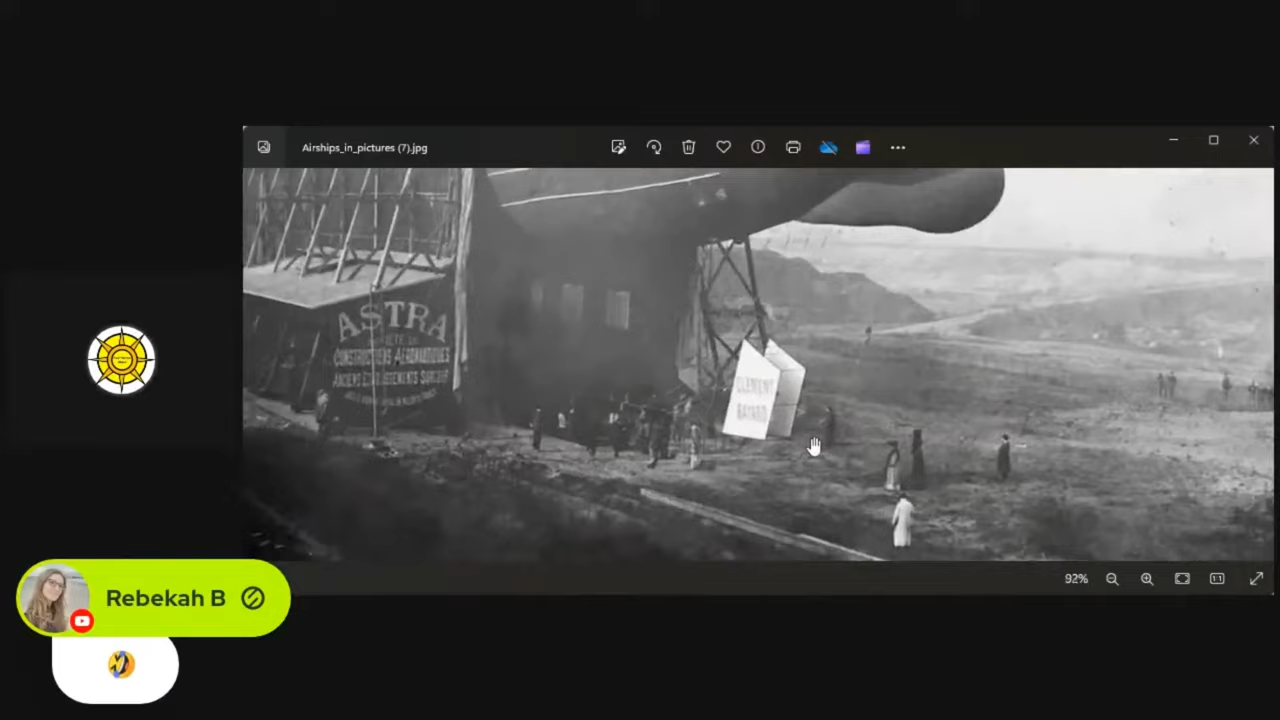 Airships_in_pictures (7).jpg
ASTRA
CONSTRUCTIONS AÉRONAUTIQUES
CLEMENT
BAYARD
92%
Rebekah B